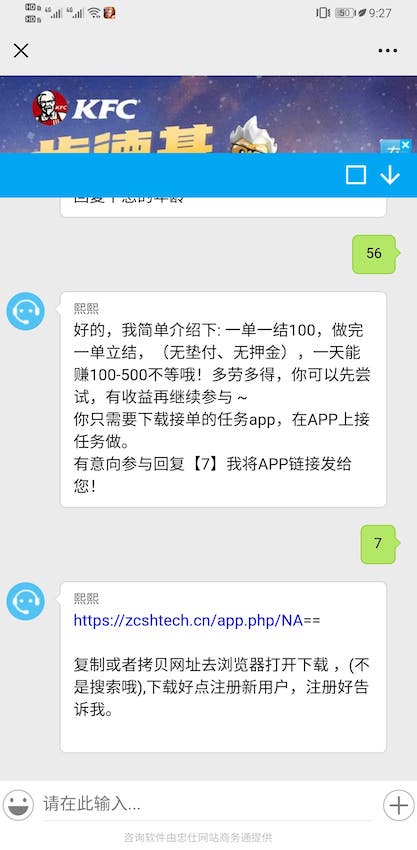 HD 4G HD 4G 50 9:27
KFC
肯德基
56
熙熙
好的，我简单介绍下: 一单一结100，做完
一单立结，（无垫付、无押金），一天能
赚100-500不等哦！多劳多得，你可以先尝
试，有收益再继续参与 ~
你只需要下载接单的任务app，在APP上接
任务做。
有意向参与回复【7】我将APP链接发给
您！
7
熙熙
https://zcshtech.cn/app.php/NA==
复制或者拷贝网址去浏览器打开下载 ，(不
是搜索哦),下载好点注册新用户，注册好告
诉我。
请在此输入...
咨询软件由忠仕网站商务通提供